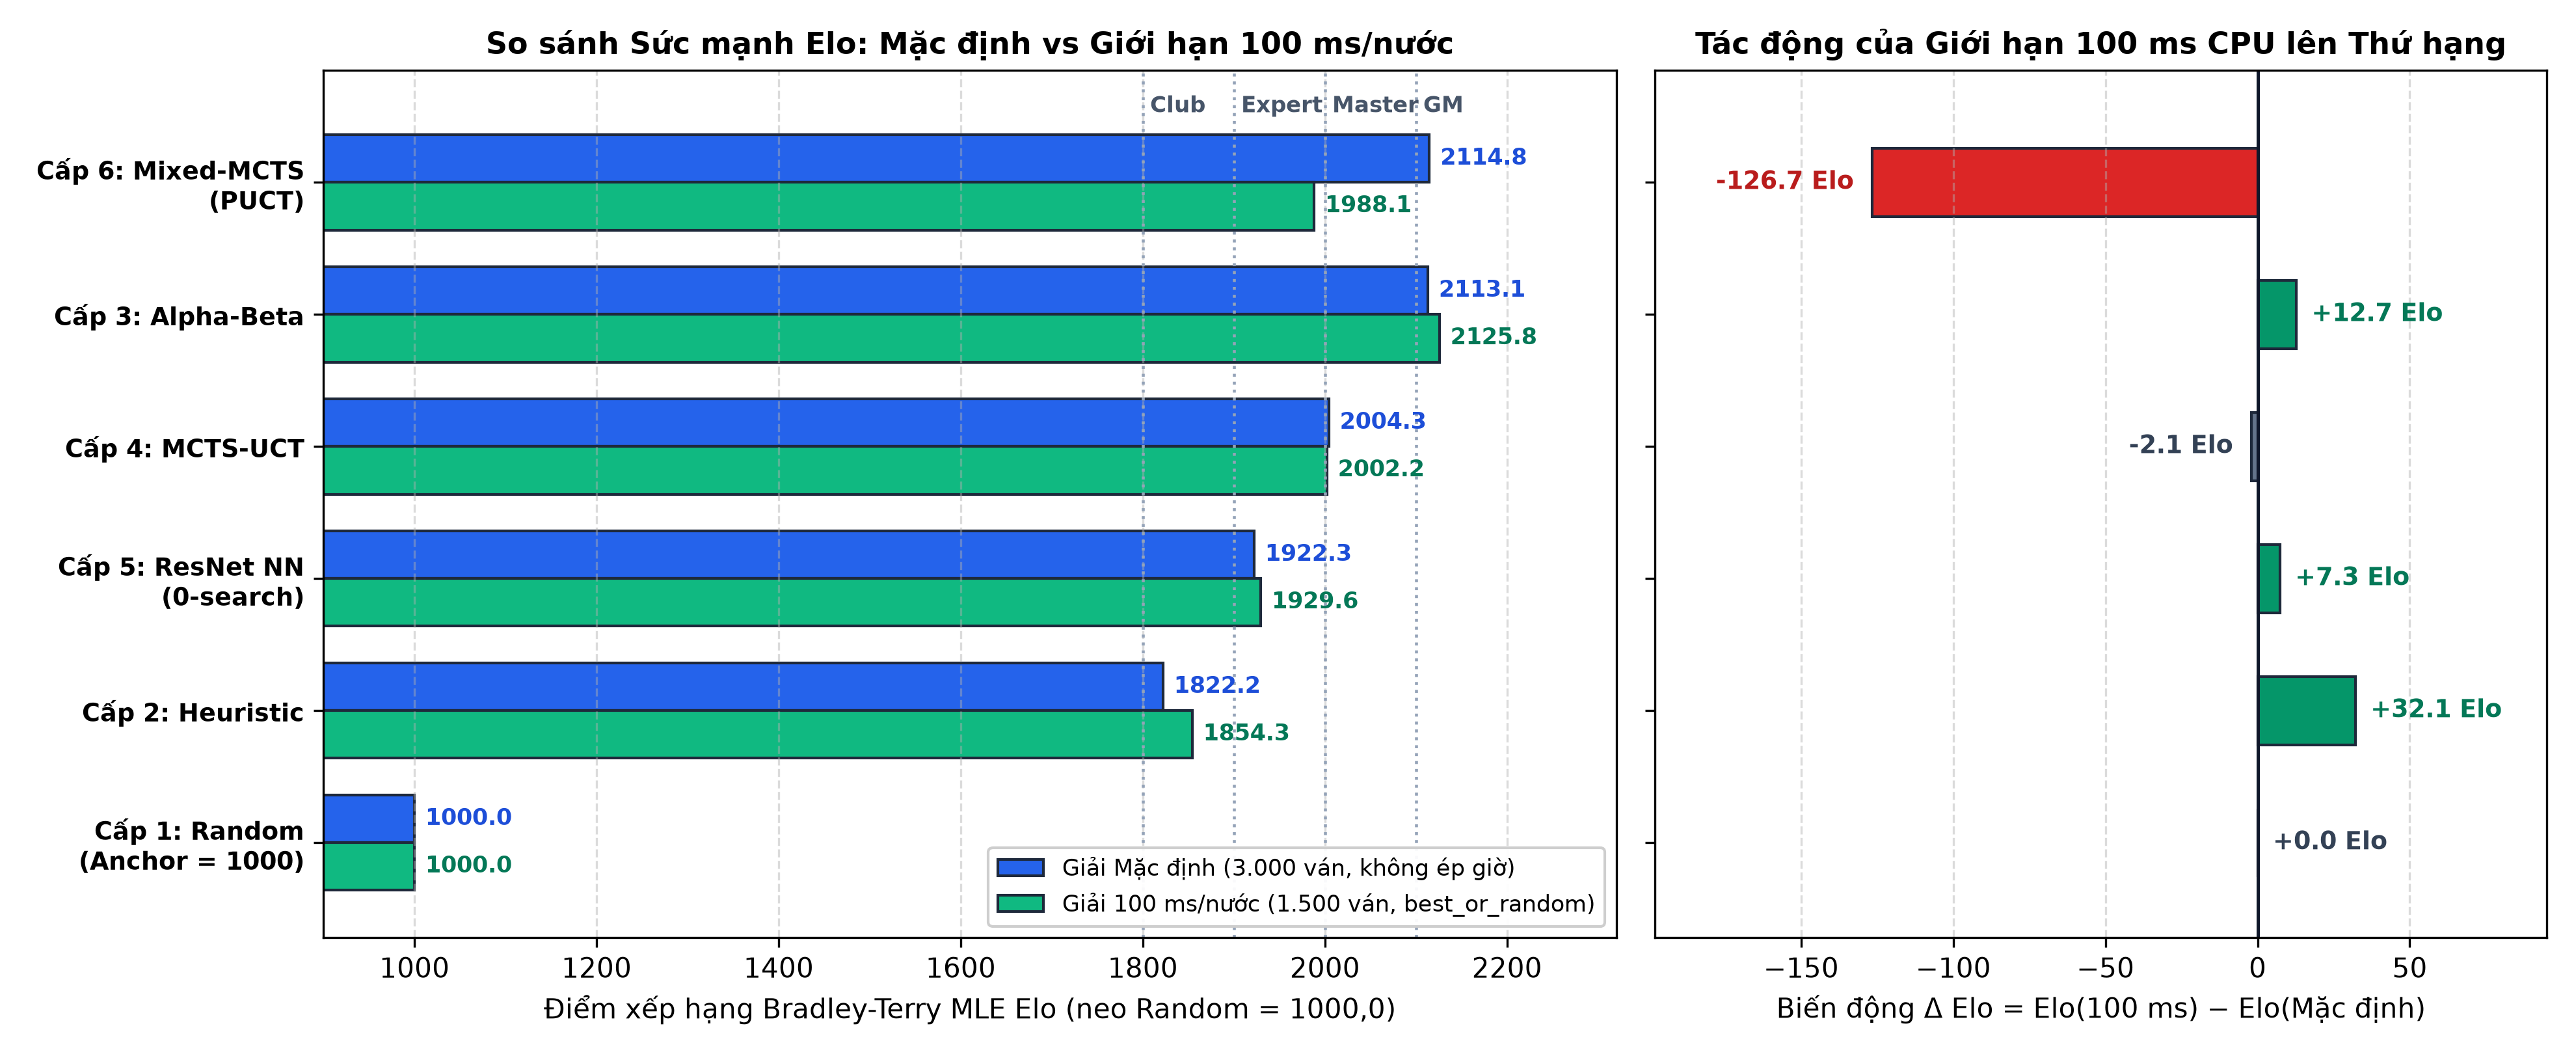 So sánh Sức mạnh Elo: Mặc định vs Giới hạn 100 ms/nước
Club
Expert
Master
GM
Cấp 6: Mixed-MCTS
(PUCT)
2114.8
1988.1
Cấp 3: Alpha-Beta
2113.1
2125.8
Cấp 4: MCTS-UCT
2004.3
2002.2
Cấp 5: ResNet NN
(0-search)
1922.3
1929.6
Cấp 2: Heuristic
1822.2
1854.3
Cấp 1: Random
(Anchor = 1000)
1000.0
1000.0
Giải Mặc định (3.000 ván, không ép giờ)
Giải 100 ms/nước (1.500 ván, best_or_random)
1000
1200
1400
1600
1800
2000
2200
Điểm xếp hạng Bradley-Terry MLE Elo (neo Random = 1000,0)
Tác động của Giới hạn 100 ms CPU lên Thứ hạng
-126.7 Elo
+12.7 Elo
-2.1 Elo
+7.3 Elo
+32.1 Elo
+0.0 Elo
−150
−100
−50
0
50
Biến động Δ Elo = Elo(100 ms) − Elo(Mặc định)